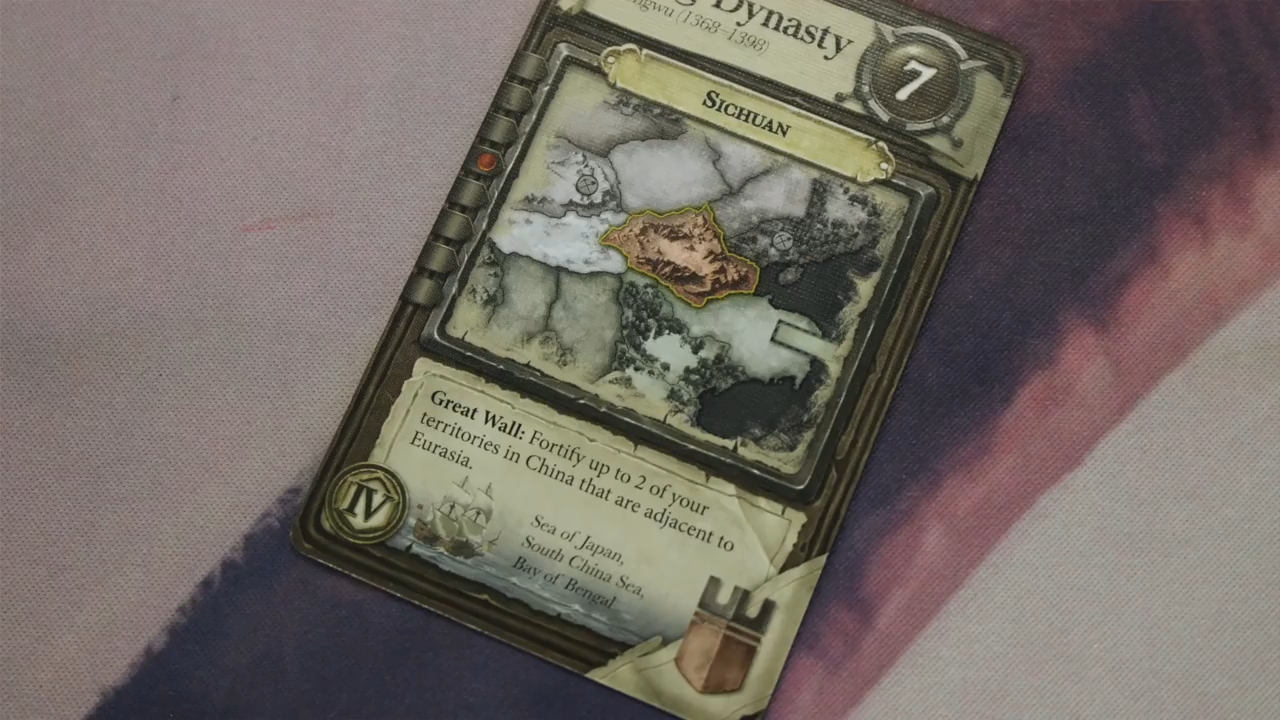 Dynasty
(1368–1398)
7
SICHUAN
Great Wall: Fortify up to 2 of your
territories in China that are adjacent to
Eurasia.
IV
Sea of Japan,
South China Sea,
Bay of Bengal